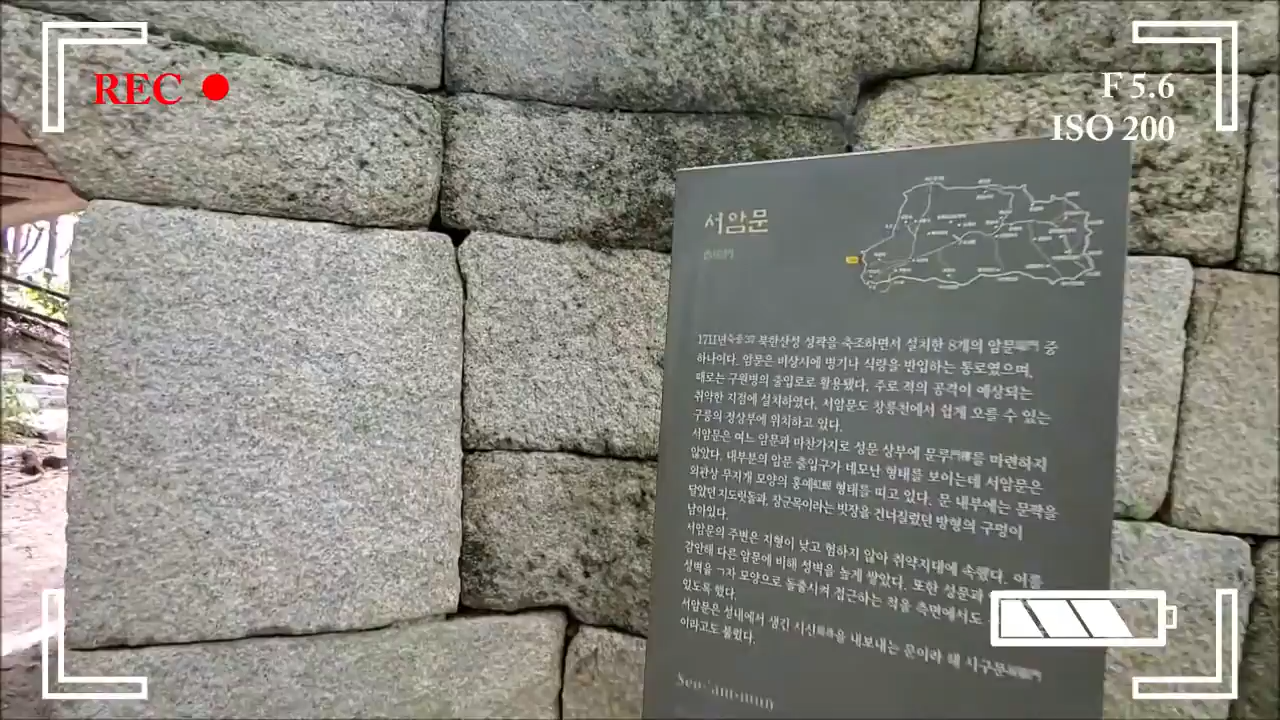 REC
F 5.6
ISO 200
서암문
西暗門
1711년숙종37 북한산성 성곽을 축조하면서 설치한 8개의 암문暗門 중
하나이다. 암문은 비상시에 병기나 식량을 반입하는 통로였으며,
때로는 구원병의 출입로로 활용됐다. 주로 적의 공격이 예상되는
취약한 지점에 설치하였다. 서암문도 창릉천에서 쉽게 오를 수 있는
구릉의 정상부에 위치하고 있다.
서암문은 여느 암문과 마찬가지로 성문 상부에 문루門樓를 마련하지
않았다. 대부분의 암문 출입구가 네모난 형태를 보이는데 서암문은
외관상 무지개 모양의 홍예虹蜺 형태를 띠고 있다. 문 내부에는 문짝을
달았던 지도릿돌과, 장군목이라는 빗장을 건너질렀던 방형의 구멍이
남아있다.
서암문의 주변은 지형이 낮고 험하지 않아 취약지대에 속했다. 이를
감안해 다른 암문에 비해 성벽을 높게 쌓았다. 또한 성문과
성벽을 ㄱ자 모양으로 돌출시켜 접근하는 적을 측면에서도
있도록 했다.
서암문은 성내에서 생긴 시신을 내보내는 문이라 해 시구문
이라고도 불렀다.
Seo-am-mun